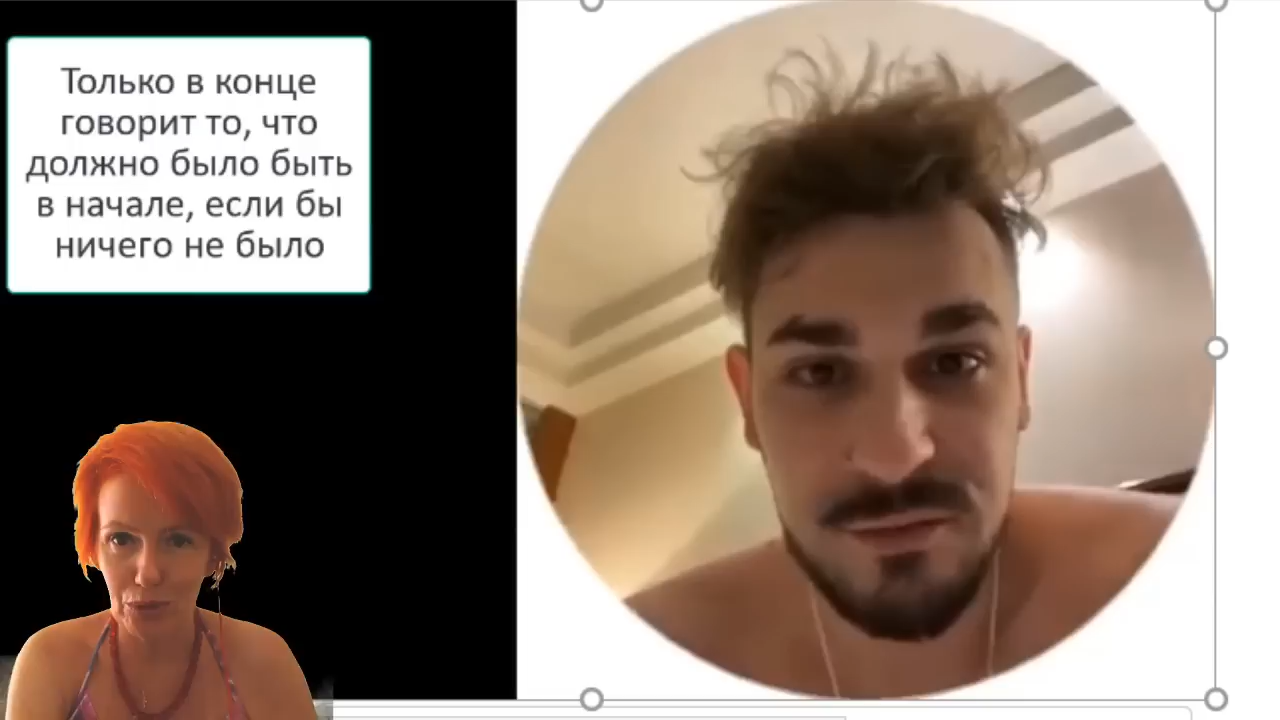 Только в конце
говорит то, что
должно было быть
в начале, если бы
ничего не было